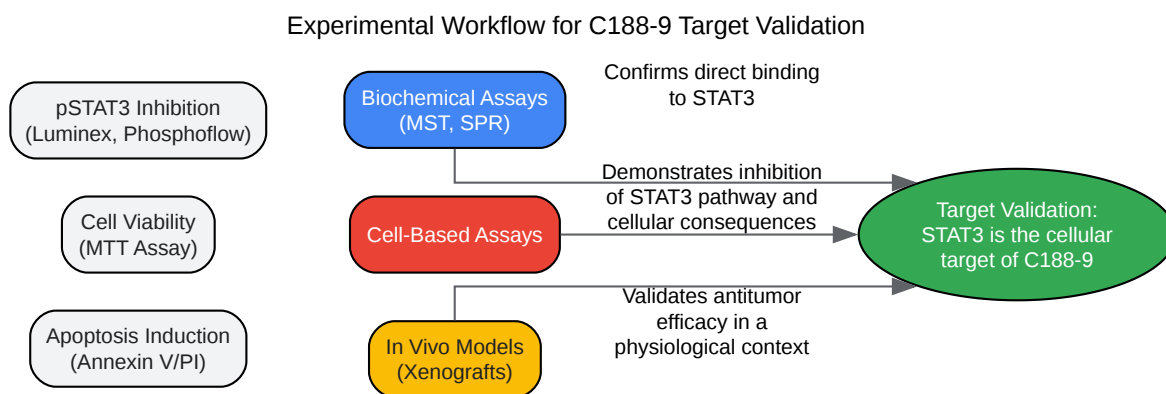 Experimental Workflow for C188-9 Target Validation
pSTAT3 Inhibition
(Luminex, Phosphoflow)
Cell Viability
(MTT Assay)
Apoptosis Induction
(Annexin V/PI)
Biochemical Assays
(MST, SPR)
Cell-Based Assays
In Vivo Models
(Xenografts)
Confirms direct binding
to STAT3
Demonstrates inhibition
of STAT3 pathway and
cellular consequences
Validates antitumor
efficacy in a
physiological context
Target Validation:
STAT3 is the cellular
target of C188-9